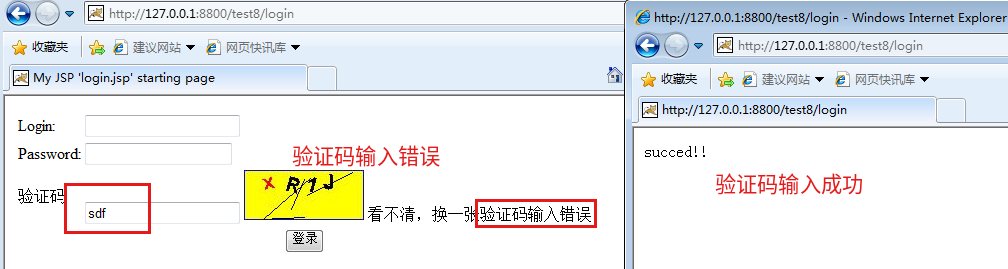 http://127.0.0.1:8800/test8/login
收藏夹 建议网站 网页快讯库
My JSP 'login.jsp' starting page
Login:
Password:
验证码输入错误
验证码
sdf
X R 1 J
看不清，换一张
验证码输入错误
登录
http://127.0.0.1:8800/test8/login - Windows Internet Explorer
http://127.0.0.1:8800/test8/login
收藏夹 建议网站 网页快讯库
http://127.0.0.1:8800/test8/login
succed!!
验证码输入成功